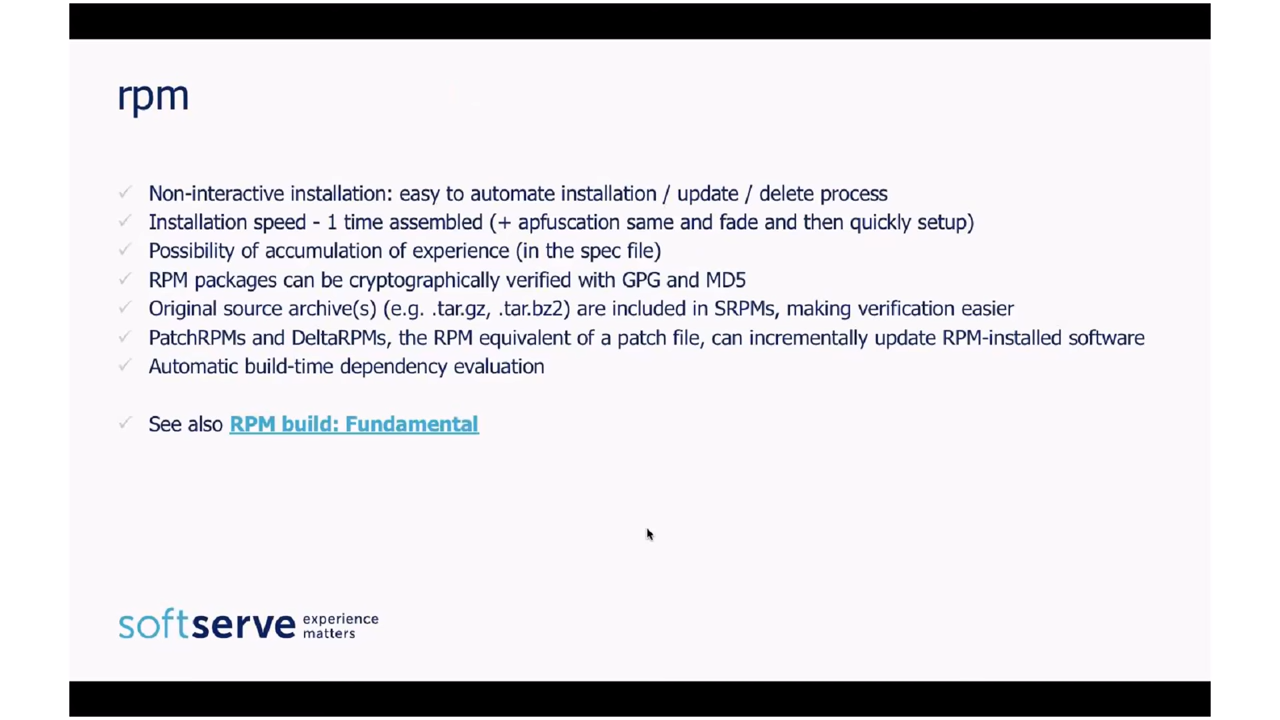 rpm
Non-interactive installation: easy to automate installation / update / delete process
Installation speed - 1 time assembled (+ apfuscation same and fade and then quickly setup)
Possibility of accumulation of experience (in the spec file)
RPM packages can be cryptographically verified with GPG and MD5
Original source archive(s) (e.g. .tar.gz, .tar.bz2) are included in SRPMs, making verification easier
PatchRPMs and DeltaRPMs, the RPM equivalent of a patch file, can incrementally update RPM-installed software
Automatic build-time dependency evaluation
See also RPM build: Fundamental
softserve experience
matters